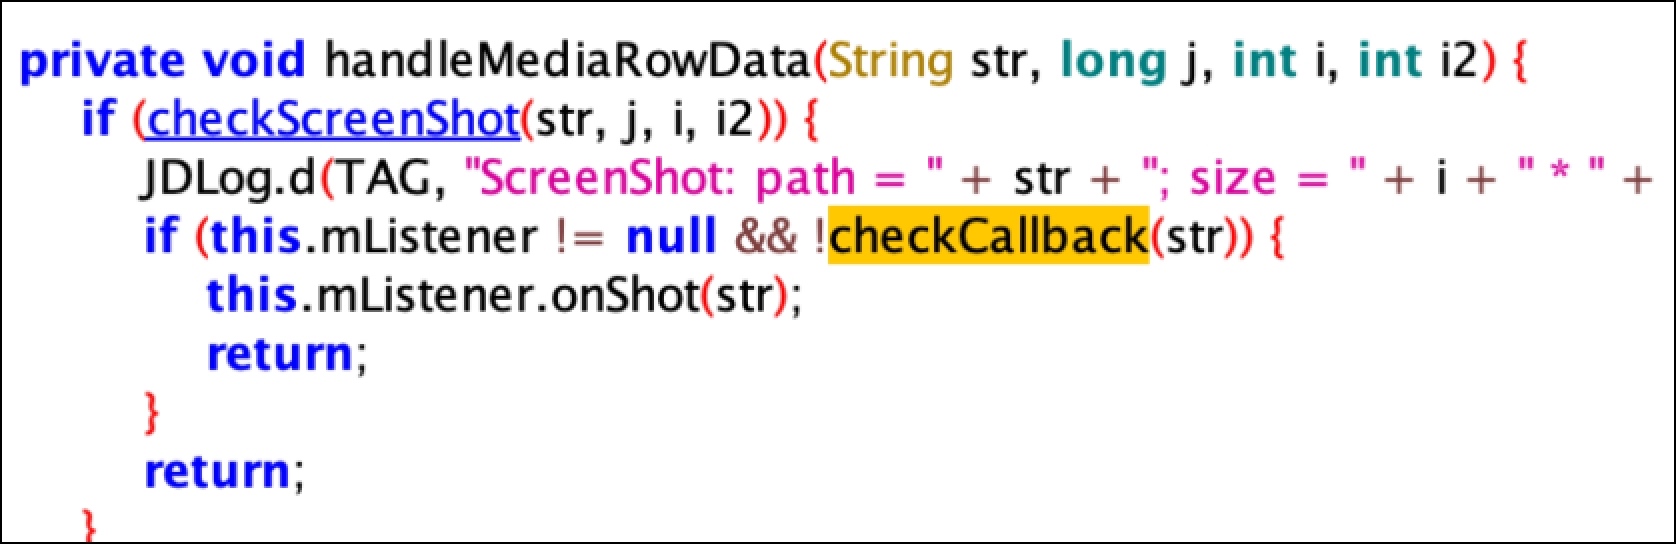 private void handleMediaRowData(String str, long j, int i, int i2) {
if (checkScreenShot(str, j, i, i2)) {
JDLog.d(TAG, "ScreenShot: path = " + str + "; size = " + i + " * " +
if (this.mListener != null && !checkCallback(str)) {
this.mListener.onShot(str);
return;
}
return;
}